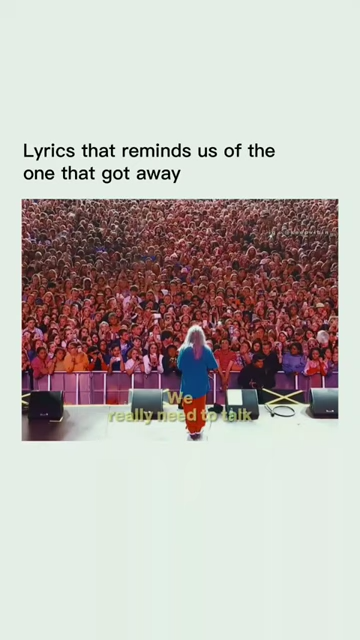 Lyrics that reminds us of the
one that got away
We
really need to talk